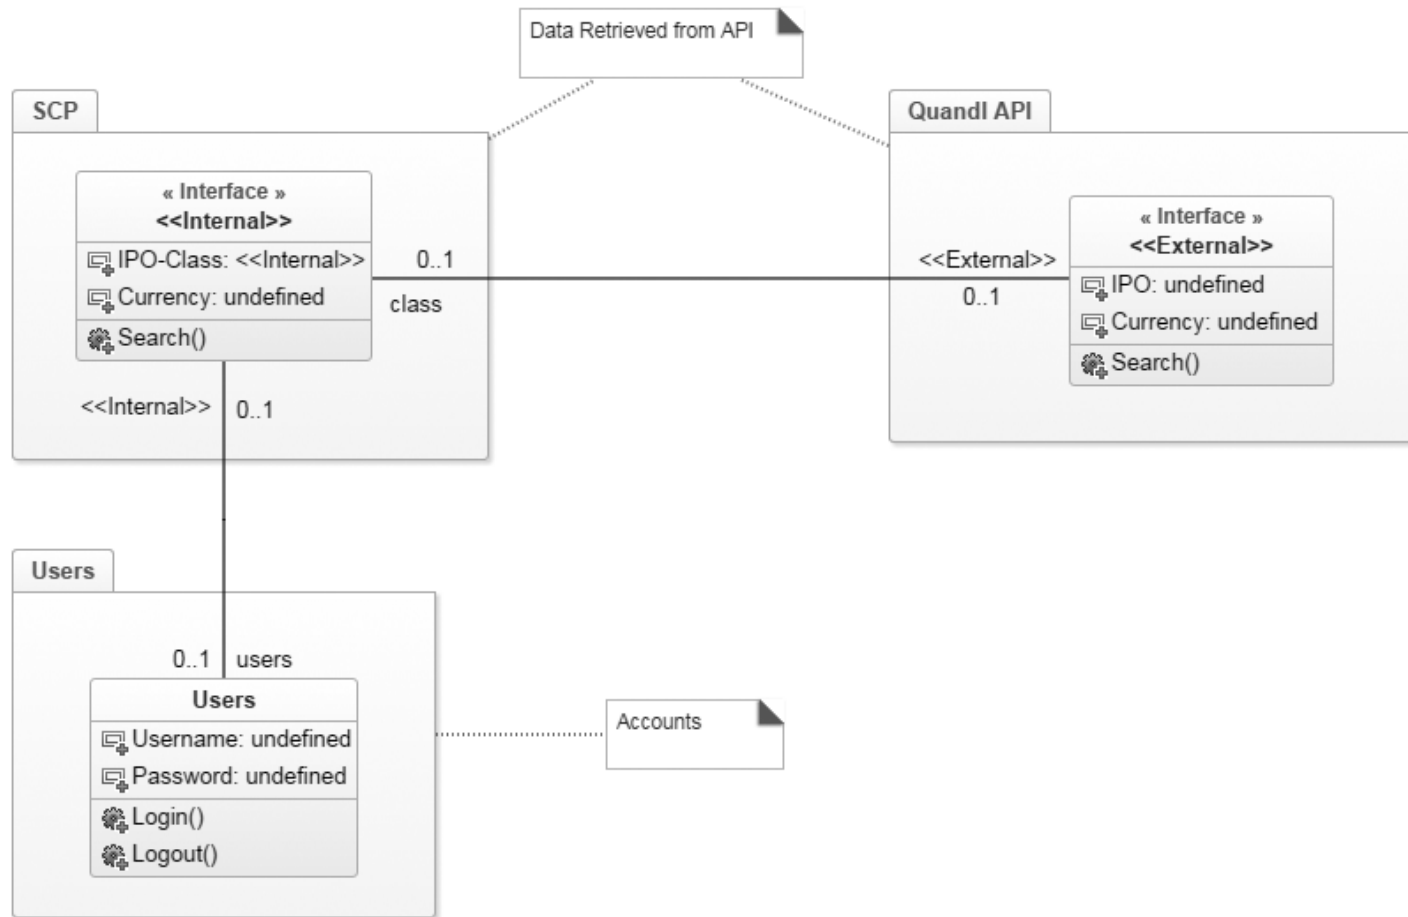 Data Retrieved from API
SCP
« Interface »
<<Internal>>
IPO-Class: <<Internal>>
Currency: undefined
Search()
0..1
class
<<External>>
0..1
Quandl API
« Interface »
<<External>>
IPO: undefined
Currency: undefined
Search()
<<Internal>>
0..1
Users
0..1
users
Users
Username: undefined
Password: undefined
Login()
Logout()
Accounts